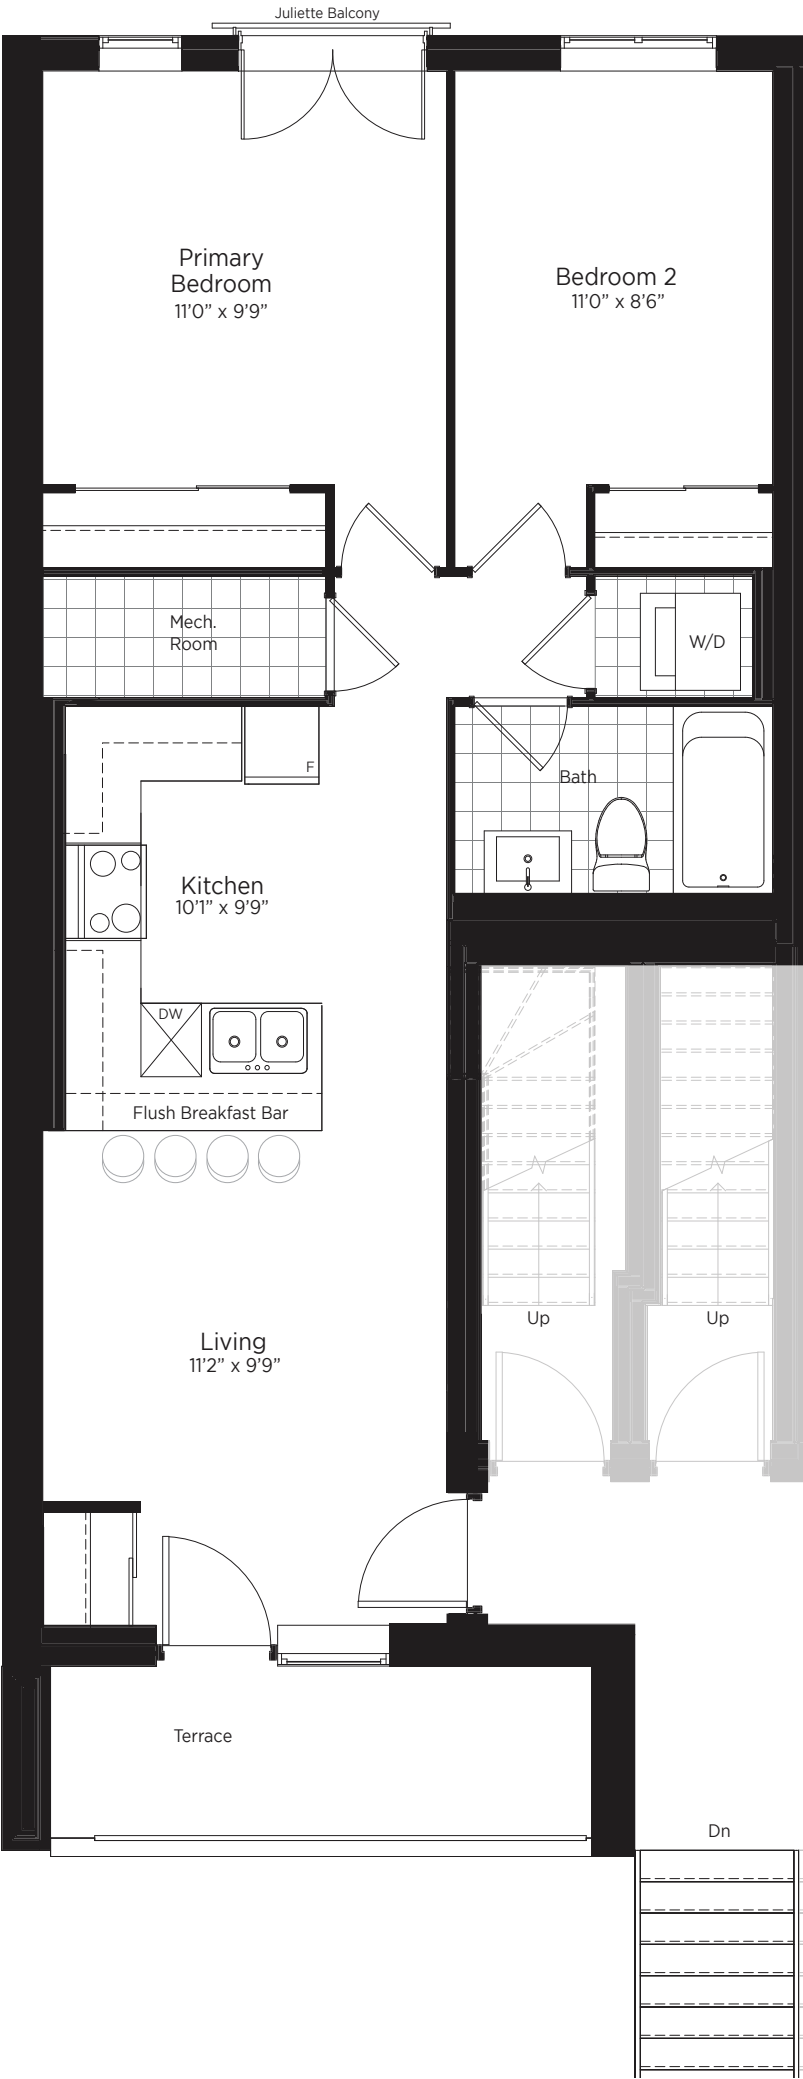 Juliette Balcony
Primary
Bedroom
11’0” x 9’9”
Bedroom 2
11’0” x 8’6”
Mech.
Room
W/D
F
Bath
Kitchen
10’1” x 9’9”
DW
Flush Breakfast Bar
Living
11’2” x 9’9”
Up
Up
Terrace
Dn